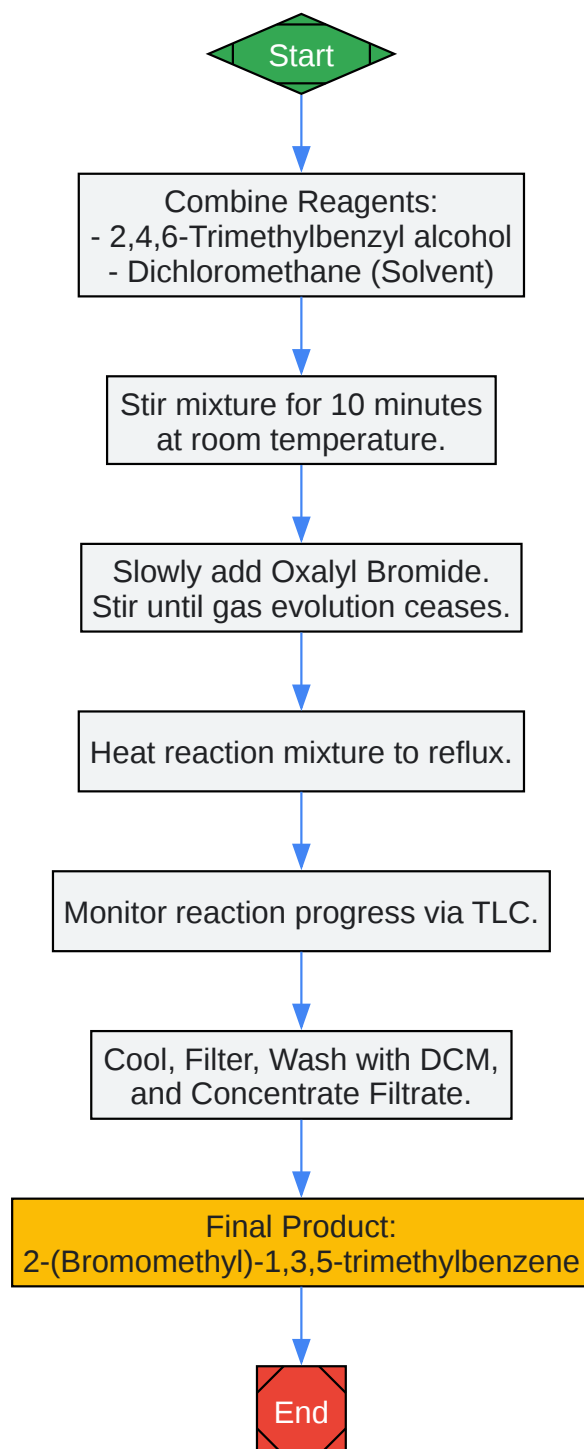 Start
Combine Reagents:
- 2,4,6-Trimethylbenzyl alcohol
- Dichloromethane (Solvent)
Stir mixture for 10 minutes
at room temperature.
Slowly add Oxalyl Bromide.
Stir until gas evolution ceases.
Heat reaction mixture to reflux.
Monitor reaction progress via TLC.
Cool, Filter, Wash with DCM,
and Concentrate Filtrate.
Final Product:
2-(Bromomethyl)-1,3,5-trimethylbenzene
End